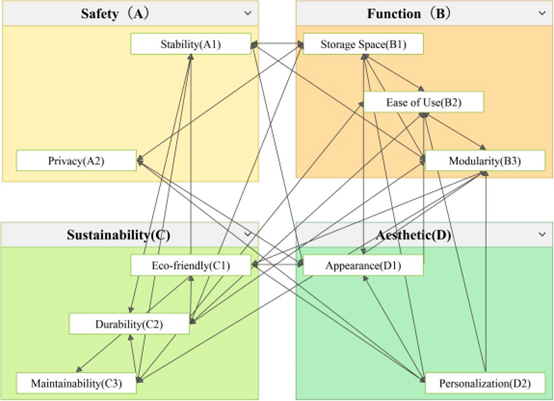 Safety（A）
Function（B）
Stability(A1)
Storage Space(B1)
Ease of Use(B2)
Privacy(A2)
Modularity(B3)
Sustainability(C)
Aesthetic(D)
Eco-friendly(C1)
Appearance(D1)
Durability(C2)
Maintainability(C3)
Personalization(D2)